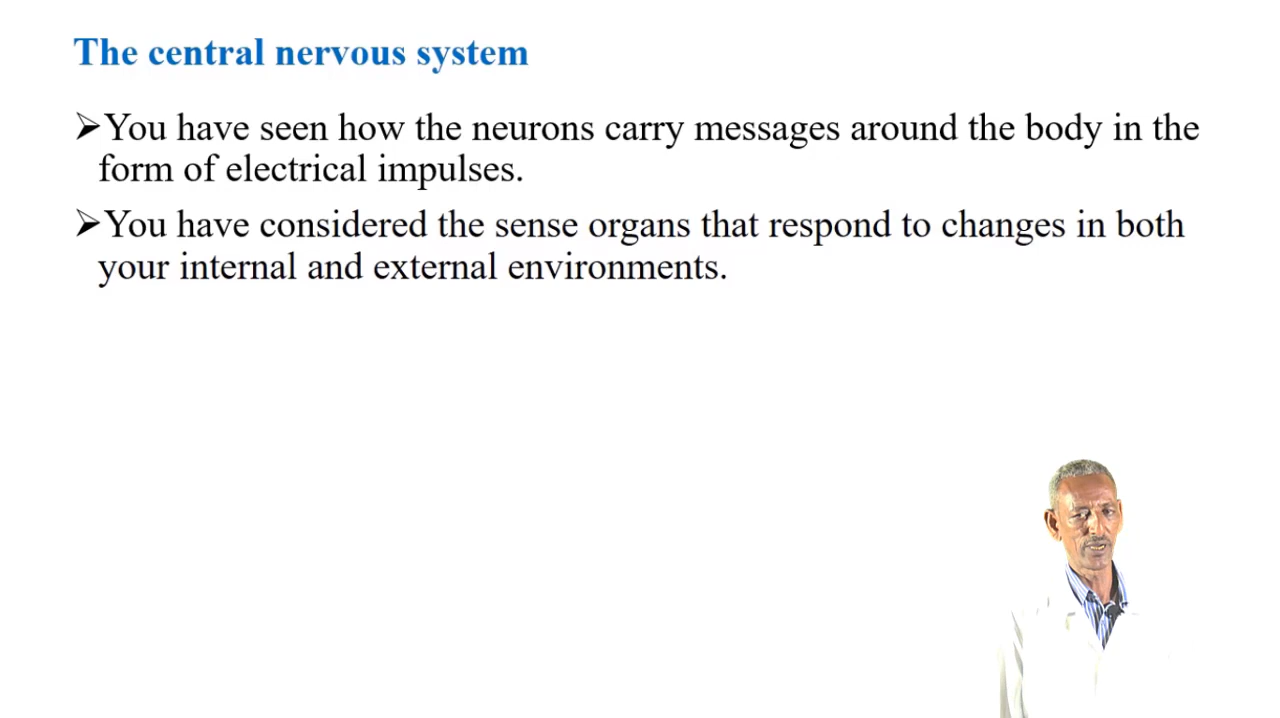 The central nervous system
➢You have seen how the neurons carry messages around the body in the
form of electrical impulses.
➢You have considered the sense organs that respond to changes in both
your internal and external environments.